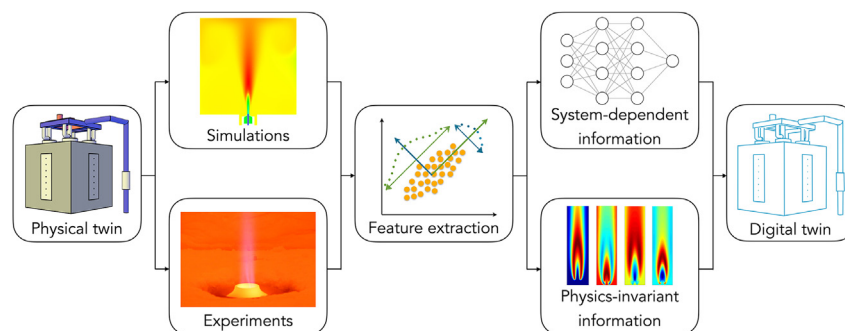 Physical twin
Simulations
Experiments
Feature extraction
System-dependent
information
Physics-invariant
information
Digital twin